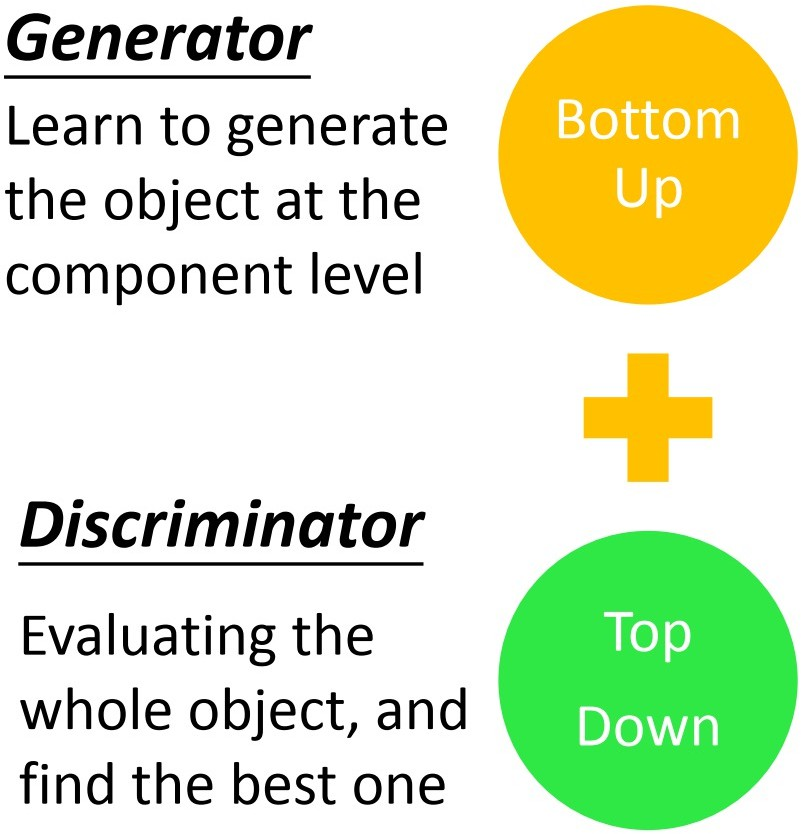 Generator
Learn to generate
the object at the
component level
Bottom
Up
Discriminator
Evaluating the
whole object, and
find the best one
Top
Down